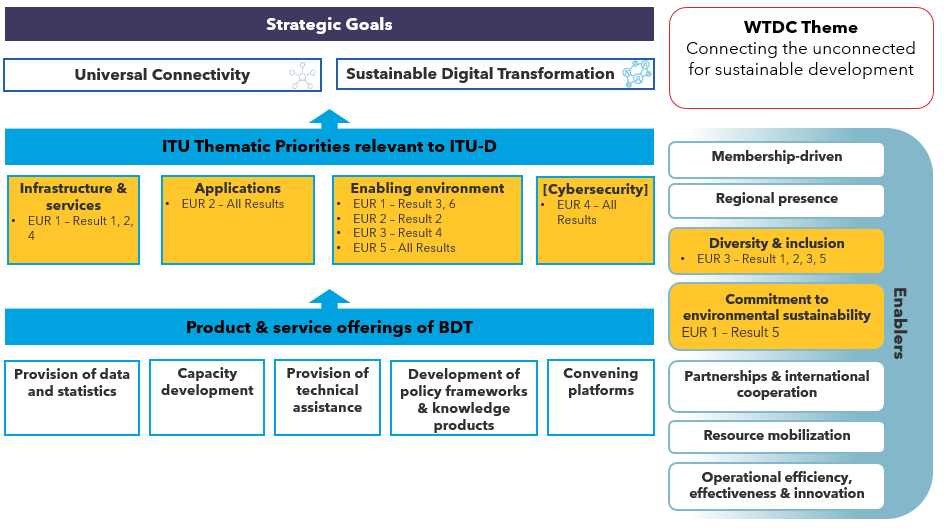 Strategic Goals
Universal Connectivity
Sustainable Digital Transformation
ITU Thematic Priorities relevant to ITU-D
Infrastructure &
services
• EUR 1 – Result 1, 2,
4
Applications
• EUR 2 – All Results
Enabling environment
• EUR 1 – Result 3, 6
• EUR 2 – Result 2
• EUR 3 – Result 4
• EUR 5 – All Results
[Cybersecurity]
• EUR 4 – All
Results
Product & service offerings of BDT
Provision of data
and statistics
Capacity
development
Provision of
technical
assistance
Development of
policy frameworks
& knowledge
products
Convening
platforms
WTDC Theme
Connecting the unconnected
for sustainable development
Membership-driven
Regional presence
Diversity & inclusion
• EUR 3 – Result 1, 2, 3, 5
Commitment to
environmental sustainability
EUR 1 – Result 5
Partnerships & international
cooperation
Resource mobilization
Operational efficiency,
effectiveness & innovation
Enablers